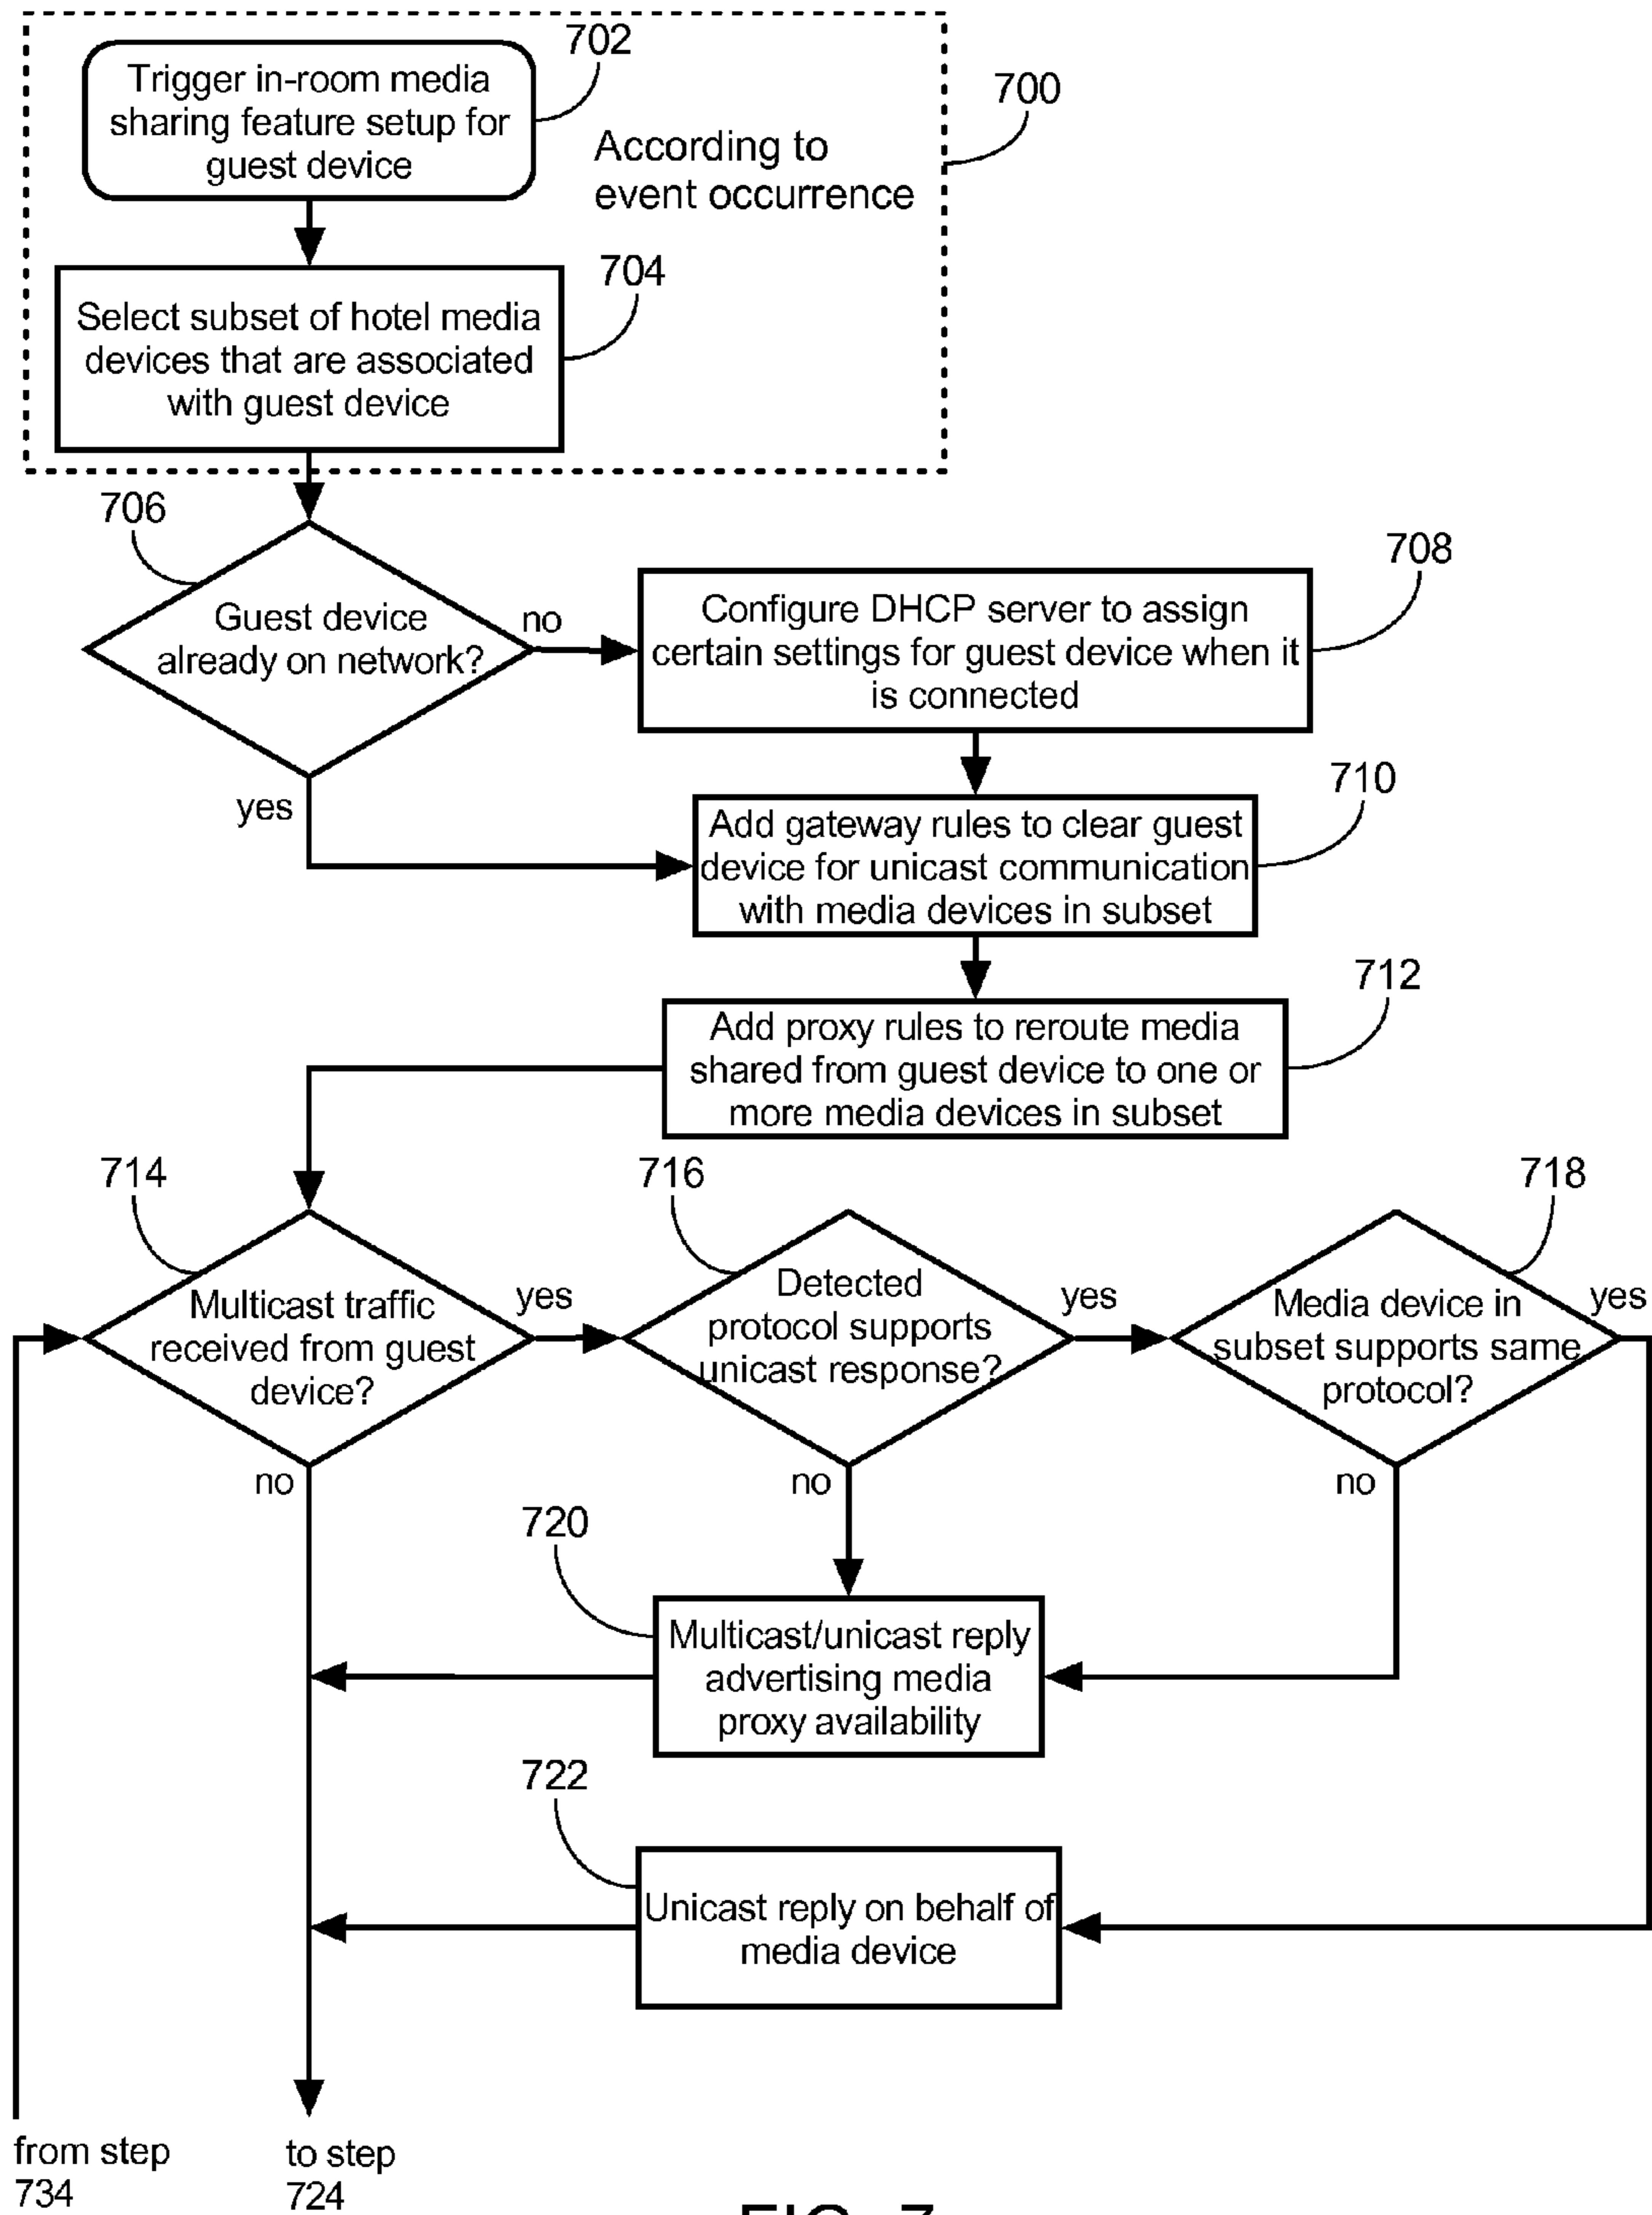 702
Trigger in-room media
sharing feature setup for
guest device
700
According to
event occurrence
704
Select subset of hotel media
devices that are associated
with guest device
706
708
Guest device
already on network?
no
Configure DHCP server to assign
certain settings for guest device when it
is connected
yes
710
Add gateway rules to clear guest
device for unicast communication
with media devices in subset
712
Add proxy rules to reroute media
shared from guest device to one or
more media devices in subset
714
716
718
Multicast traffic
received from guest
device?
yes
Detected
protocol supports
unicast response?
yes
Media device in
subset supports same
protocol?
yes
no
no
no
720
Multicast/unicast reply
advertising media
proxy availability
722
Unicast reply on behalf of
media device
from step
734
to step
724
FIG. 7